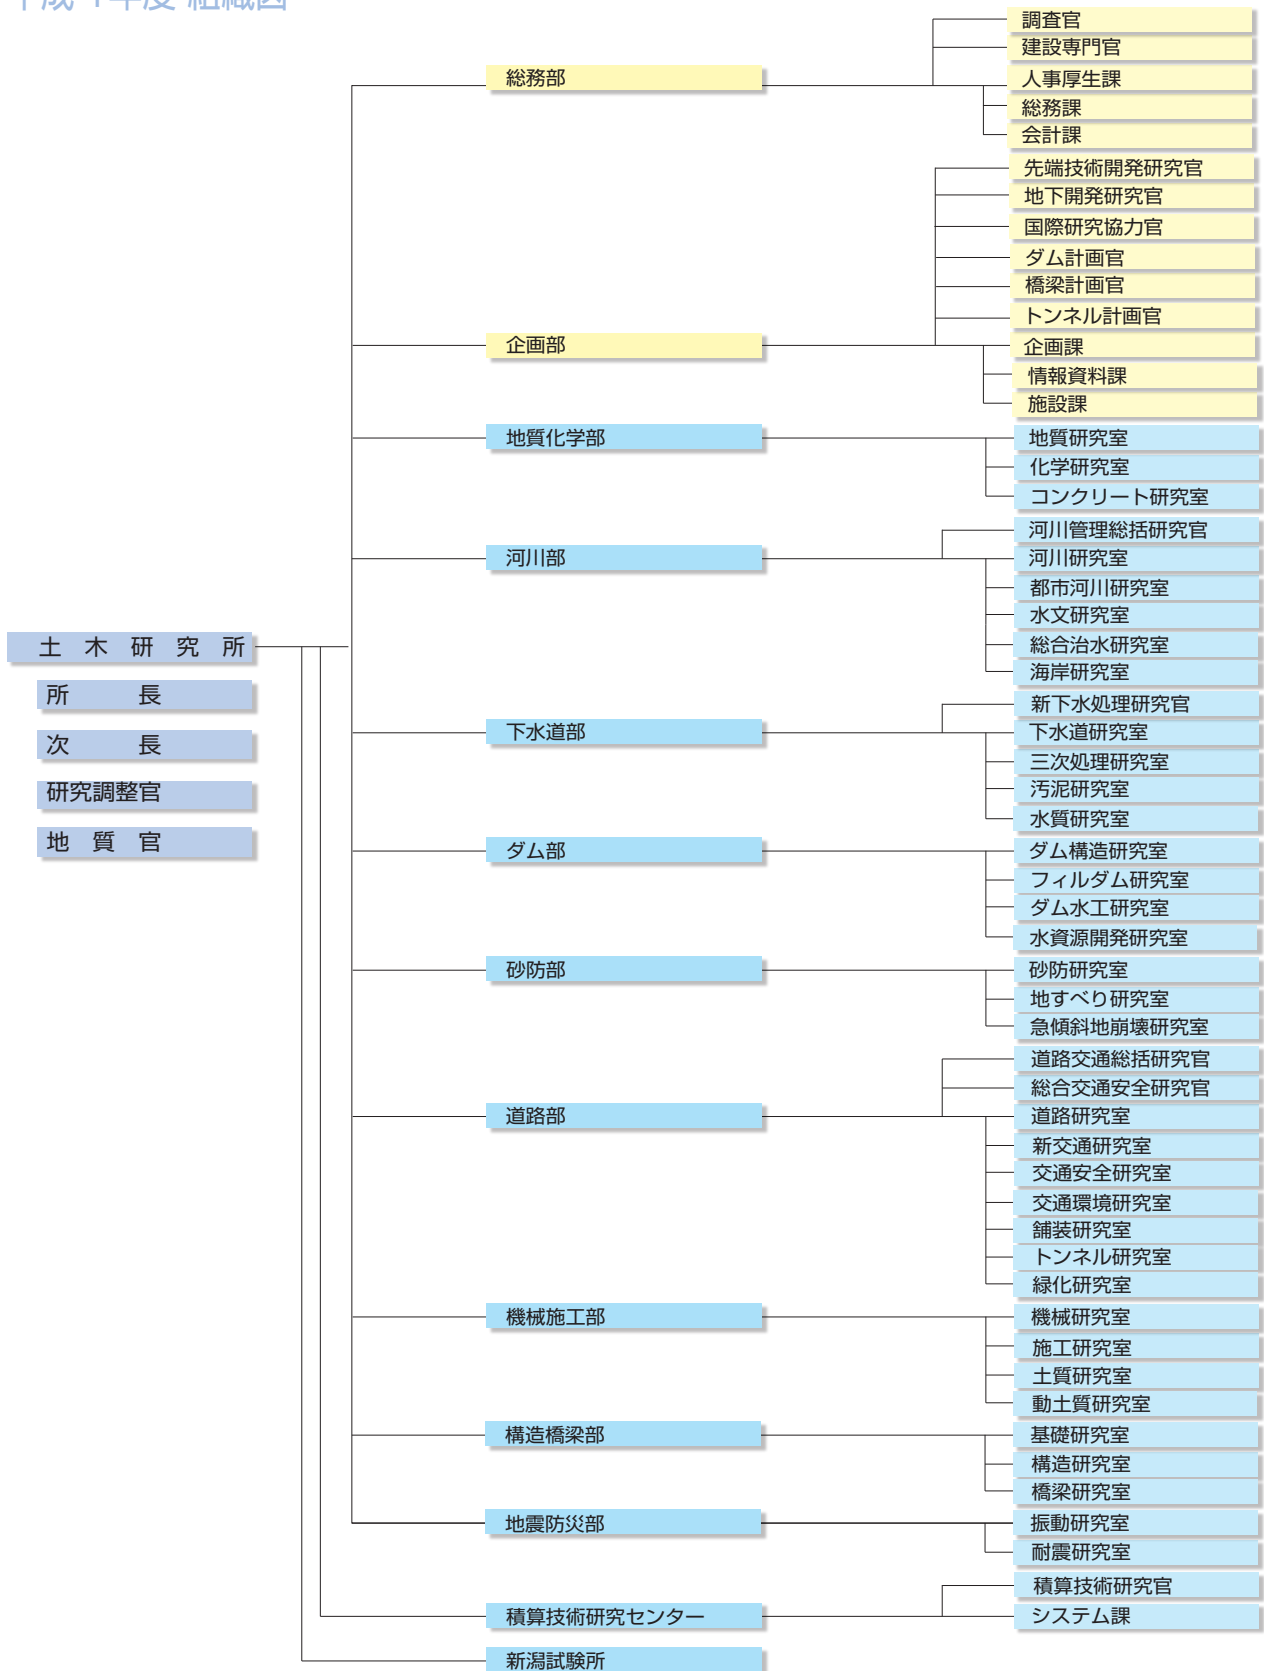 総務部
調査官
建設専門官
人事厚生課
総務課
会計課
企画部
先端技術開発研究官
地下開発研究官
国際研究協力官
ダム計画官
橋梁計画官
トンネル計画官
企画課
情報資料課
施設課
地質化学部
地質研究室
化学研究室
コンクリート研究室
河川部
河川管理総括研究官
河川研究室
都市河川研究室
水文研究室
総合治水研究室
海岸研究室
土木研究所
所長
次長
研究調整官
地質官
下水道部
新下水処理研究官
下水道研究室
三次処理研究室
汚泥研究室
水質研究室
ダム部
ダム構造研究室
フィルダム研究室
ダム水工研究室
水資源開発研究室
砂防部
砂防研究室
地すべり研究室
急傾斜地崩壊研究室
道路部
道路交通総括研究官
総合交通安全研究官
道路研究室
新交通研究室
交通安全研究室
交通環境研究室
舗装研究室
トンネル研究室
緑化研究室
機械施工部
機械研究室
施工研究室
土質研究室
動土質研究室
構造橋梁部
基礎研究室
構造研究室
橋梁研究室
地震防災部
振動研究室
耐震研究室
積算技術研究センター
積算技術研究官
システム課
新潟試験所